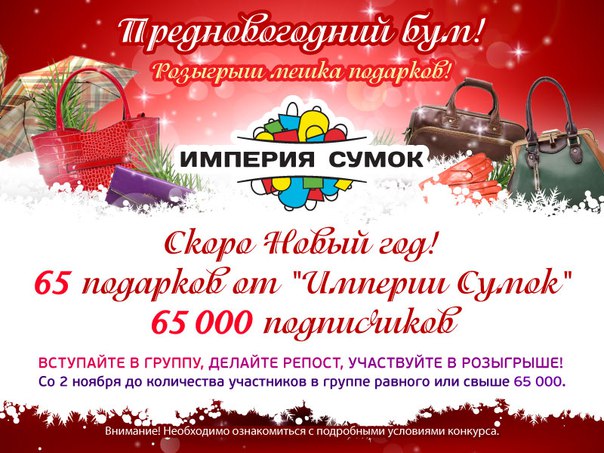 Предновогодний бум!
Розыгрыш мешка подарков!
ИМПЕРИЯ СУМОК
Скоро Новый год!
65 подарков от "Империи Сумок"
65 000 подписчиков
ВСТУПАЙТЕ В ГРУППУ, ДЕЛАЙТЕ РЕПОСТ, УЧАСТВУЙТЕ В РОЗЫГРЫШЕ!
Со 2 ноября до количества участников в группе равного или свыше 65 000.
Внимание! Необходимо ознакомиться с подробными условиями конкурса.